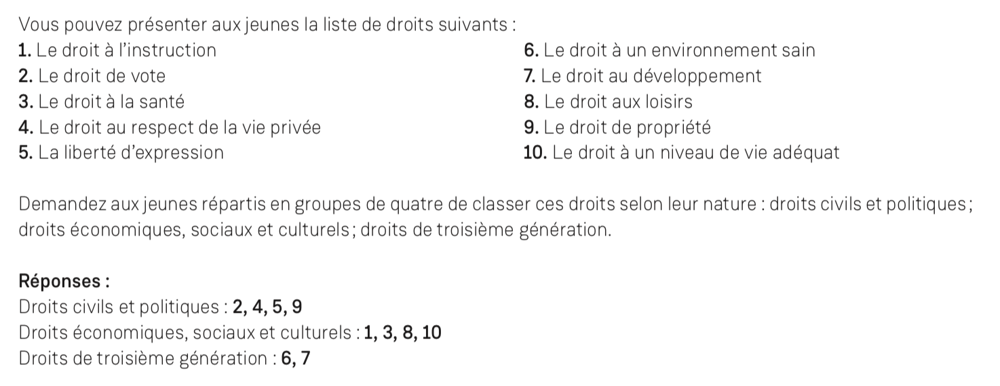 Vous pouvez présenter aux jeunes la liste de droits suivants :
1. Le droit à l’instruction
2. Le droit de vote
3. Le droit à la santé
4. Le droit au respect de la vie privée
5. La liberté d’expression
6. Le droit à un environnement sain
7. Le droit au développement
8. Le droit aux loisirs
9. Le droit de propriété
10. Le droit à un niveau de vie adéquat
Demandez aux jeunes répartis en groupes de quatre de classer ces droits selon leur nature : droits civils et politiques ;
droits économiques, sociaux et culturels ; droits de troisième génération.
Réponses :
Droits civils et politiques : 2, 4, 5, 9
Droits économiques, sociaux et culturels : 1, 3, 8, 10
Droits de troisième génération : 6, 7